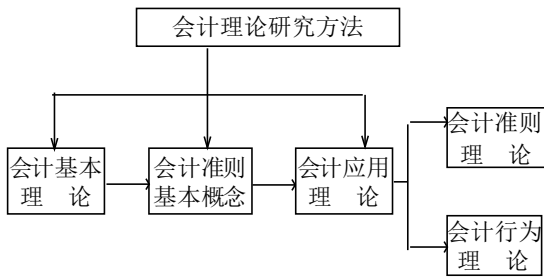 会计理论研究方法
会计基本
理 论
会计准则
基本概念
会计应用
理 论
会计准则
理 论
会计行为
理 论